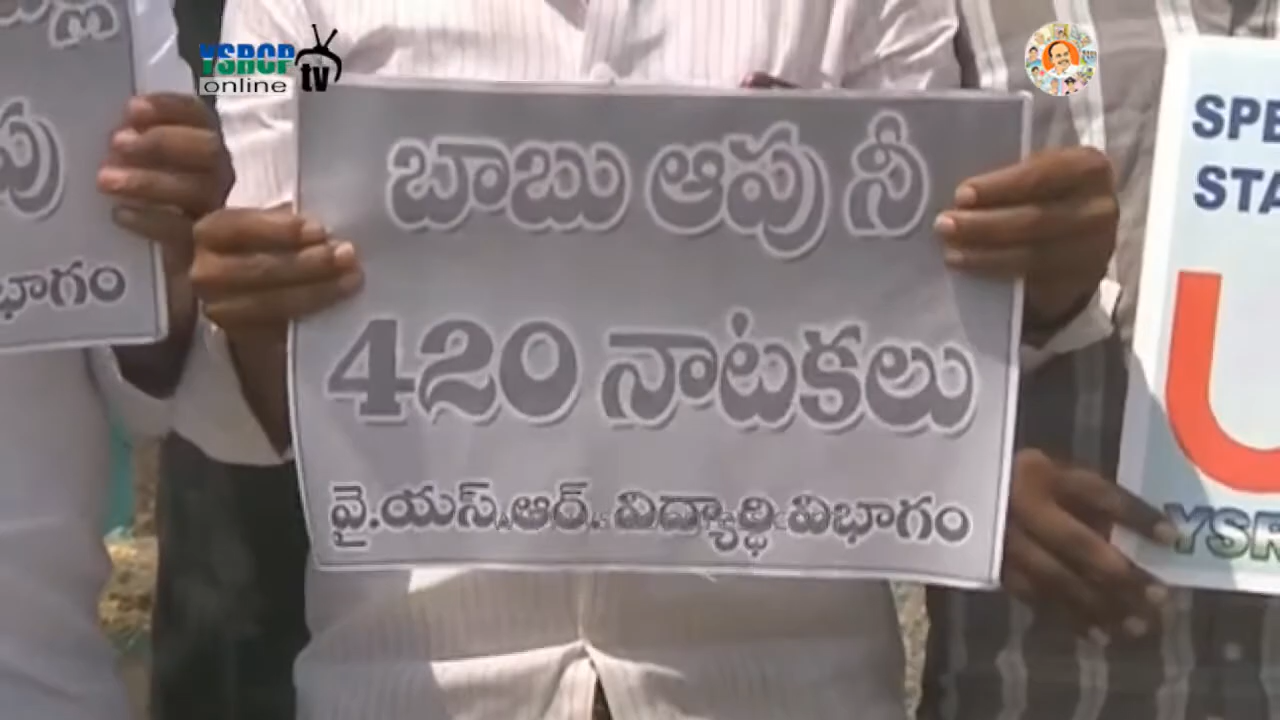 YSRCP
online tv
భాగం
బాబు ఆపు నీ
420 నాటకలు
వై.యస్.ఆర్. విద్యార్థి విభాగం
SPE
STA
U
YSR